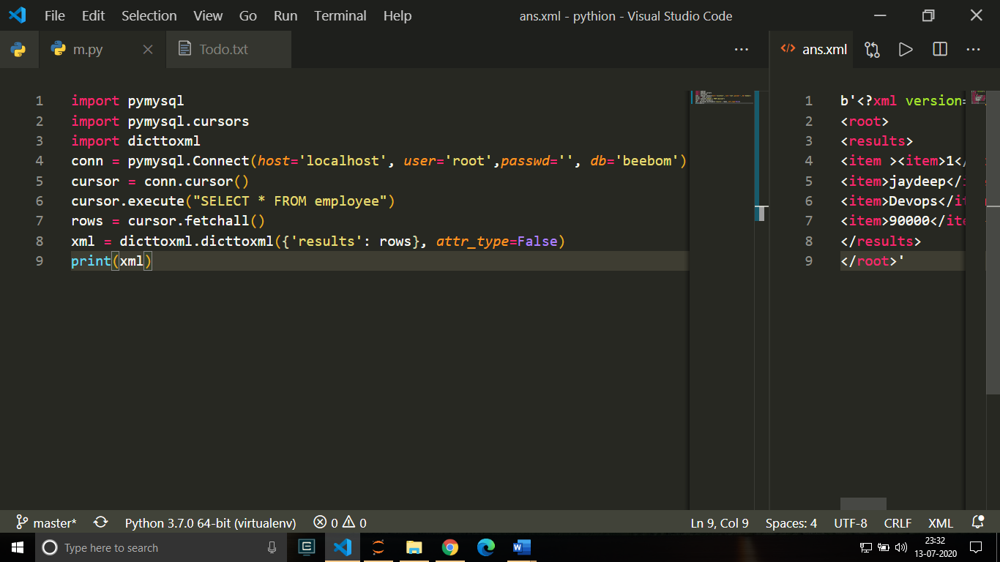 File Edit Selection View Go Run Terminal Help ans.xml - pythion - Visual Studio Code
m.py Todo.txt ans.xml
1 import pymysql
2 import pymysql.cursors
3 import dicttoxml
4 conn = pymysql.Connect(host='localhost', user='root',passwd='', db='beebom')
5 cursor = conn.cursor()
6 cursor.execute("SELECT * FROM employee")
7 rows = cursor.fetchall()
8 xml = dicttoxml.dicttoxml({'results': rows}, attr_type=False)
9 print(xml)
1 b'<?xml version=
2 <root>
3 <results>
4 <item ><item>1</
5 <item>jaydeep</i
6 <item>Devops</ite
7 <item>90000</ite
8 </results>
9 </root>'
master* Python 3.7.0 64-bit (virtualenv) 0 0 Ln 9, Col 9 Spaces: 4 UTF-8 CRLF XML
Type here to search 23:32
13-07-2020